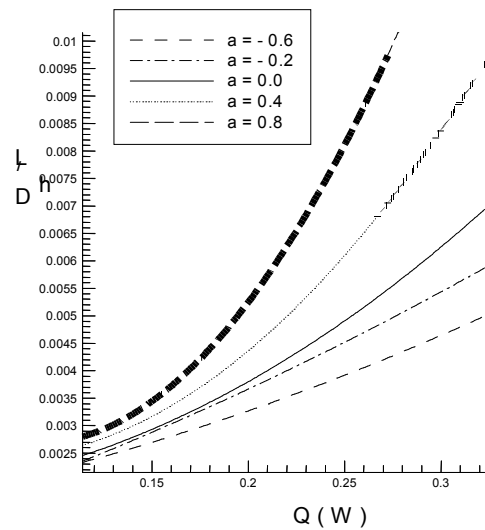 0.01
0.0095
0.009
0.0085
0.008
0.0075
0.007
0.0065
0.006
0.0055
0.005
0.0045
0.004
0.0035
0.003
0.0025
L/D h
a = - 0.6
a = - 0.2
a = 0.0
a = 0.4
a = 0.8
0.15 0.2 0.25 0.3
Q ( W )